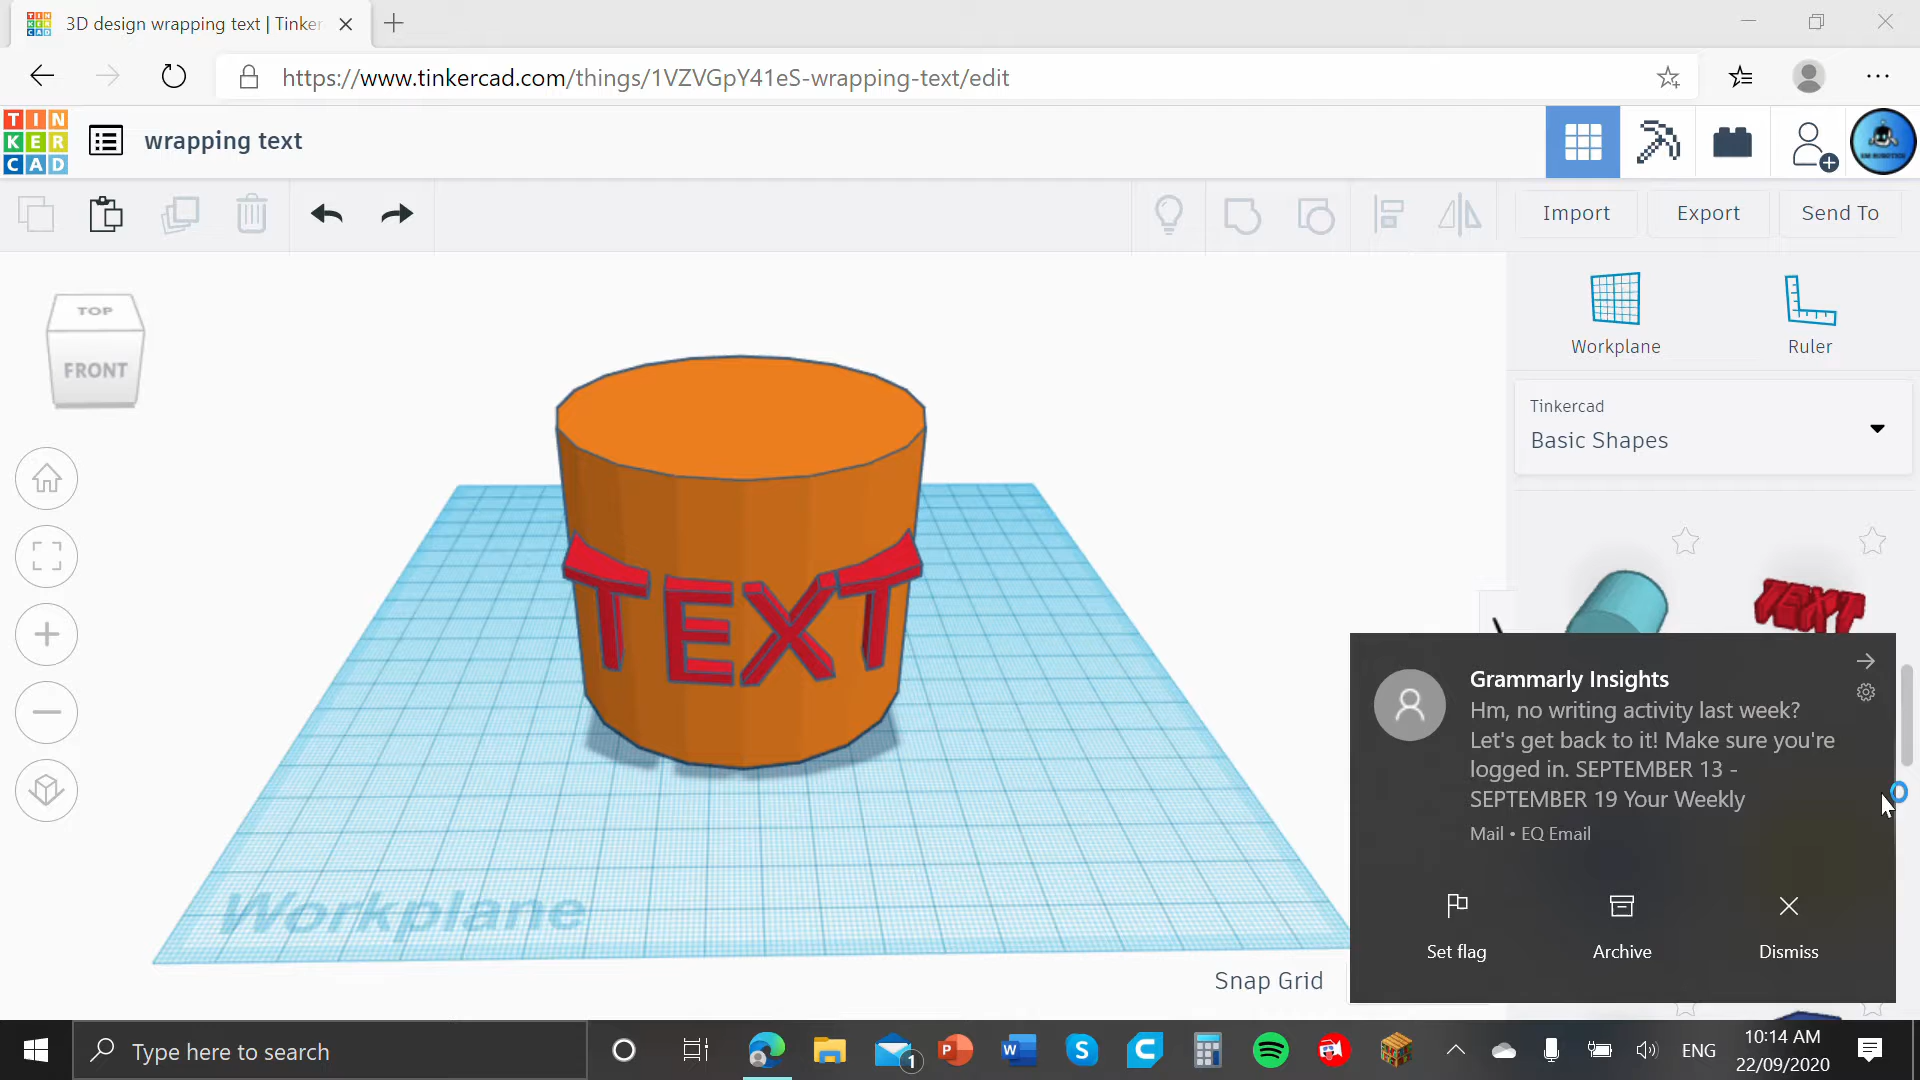 3D design wrapping text | Tinker
https://www.tinkercad.com/things/1VZVGpY41eS-wrapping-text/edit
TIN
KER
CAD
wrapping text
Import
Export
Send To
TOP
FRONT
Workplane
Ruler
Tinkercad
Basic Shapes
TEXT
TEXT
Grammarly Insights
Hm, no writing activity last week?
Let's get back to it! Make sure you're
logged in. SEPTEMBER 13 -
SEPTEMBER 19 Your Weekly
Mail • EQ Email
Set flag
Archive
Dismiss
Workplane
Snap Grid
Type here to search
1
ENG
10:14 AM
22/09/2020